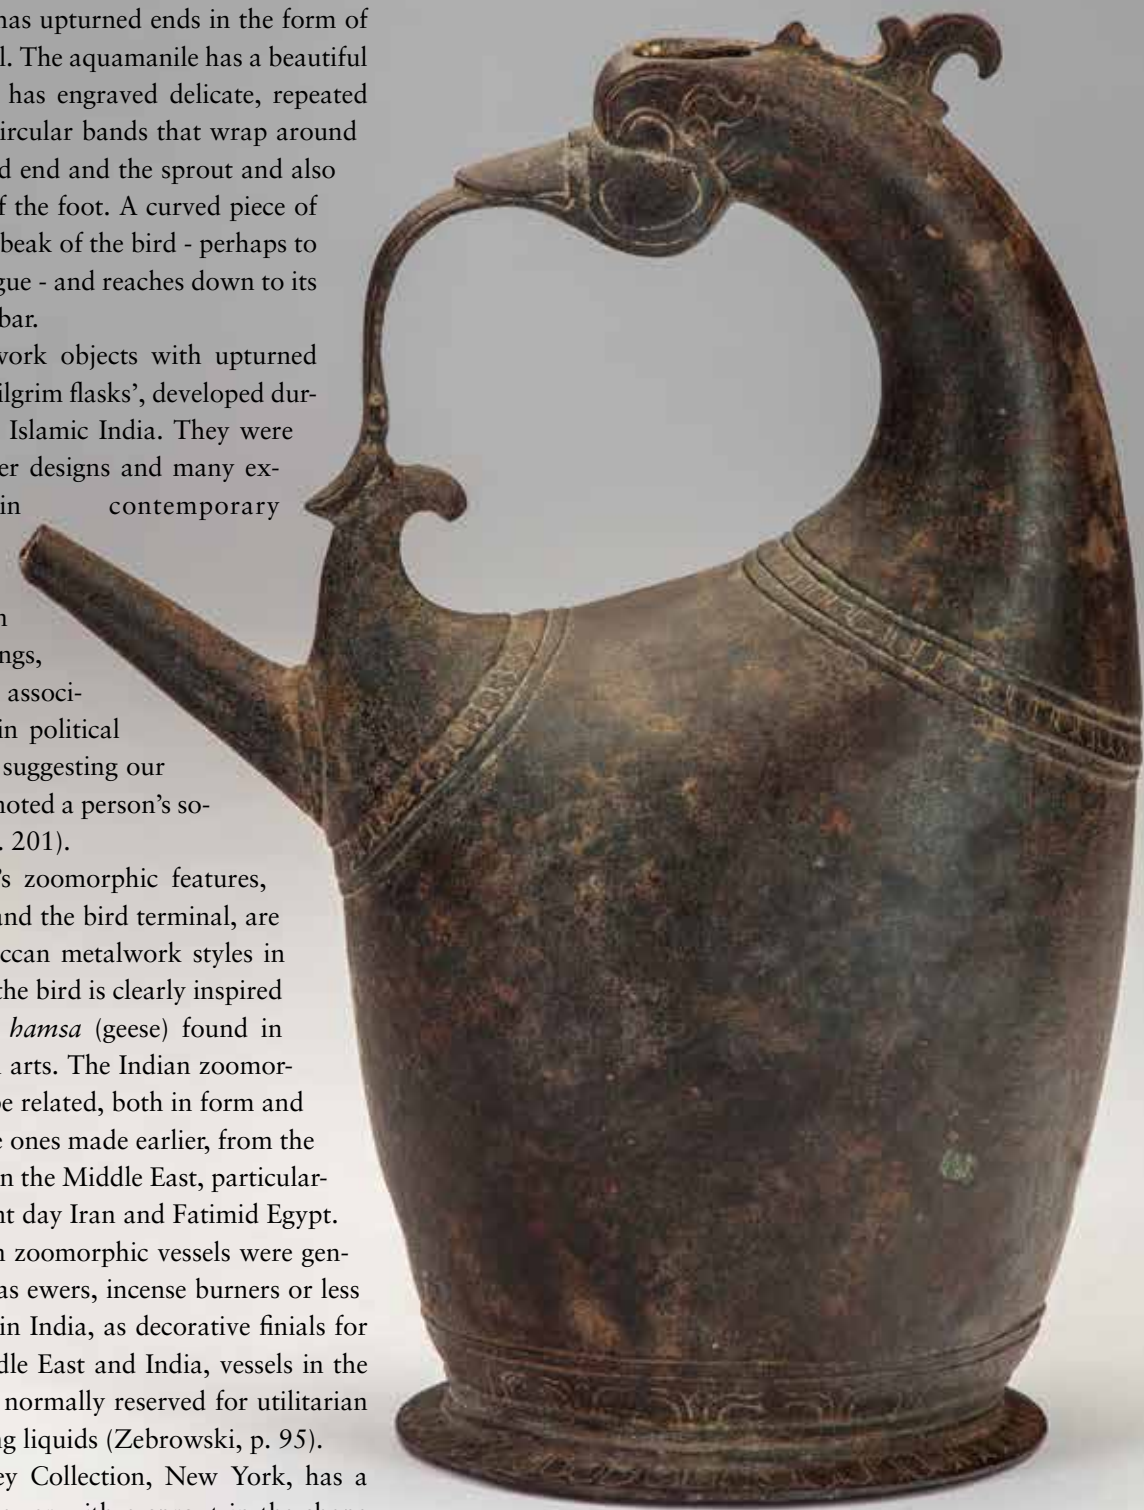 has upturned ends in the form of
l. The aquamanile has a beautiful
has engraved delicate, repeated
ircular bands that wrap around
d end and the sprout and also
f the foot. A curved piece of
beak of the bird - perhaps to
gue - and reaches down to its
bar.
work objects with upturned
ilgrim flasks’, developed dur-
Islamic India. They were
er designs and many ex-
in contemporary
n
ngs,
associ-
in political
suggesting our
noted a person’s so-
. 201).
’s zoomorphic features,
and the bird terminal, are
ccan metalwork styles in
the bird is clearly inspired
hamsa (geese) found in
n arts. The Indian zoomor-
be related, both in form and
e ones made earlier, from the
n the Middle East, particular-
nt day Iran and Fatimid Egypt.
n zoomorphic vessels were gen-
as ewers, incense burners or less
in India, as decorative finials for
dle East and India, vessels in the
normally reserved for utilitarian
ng liquids (Zebrowski, p. 95).
ey Collection, New York, has a